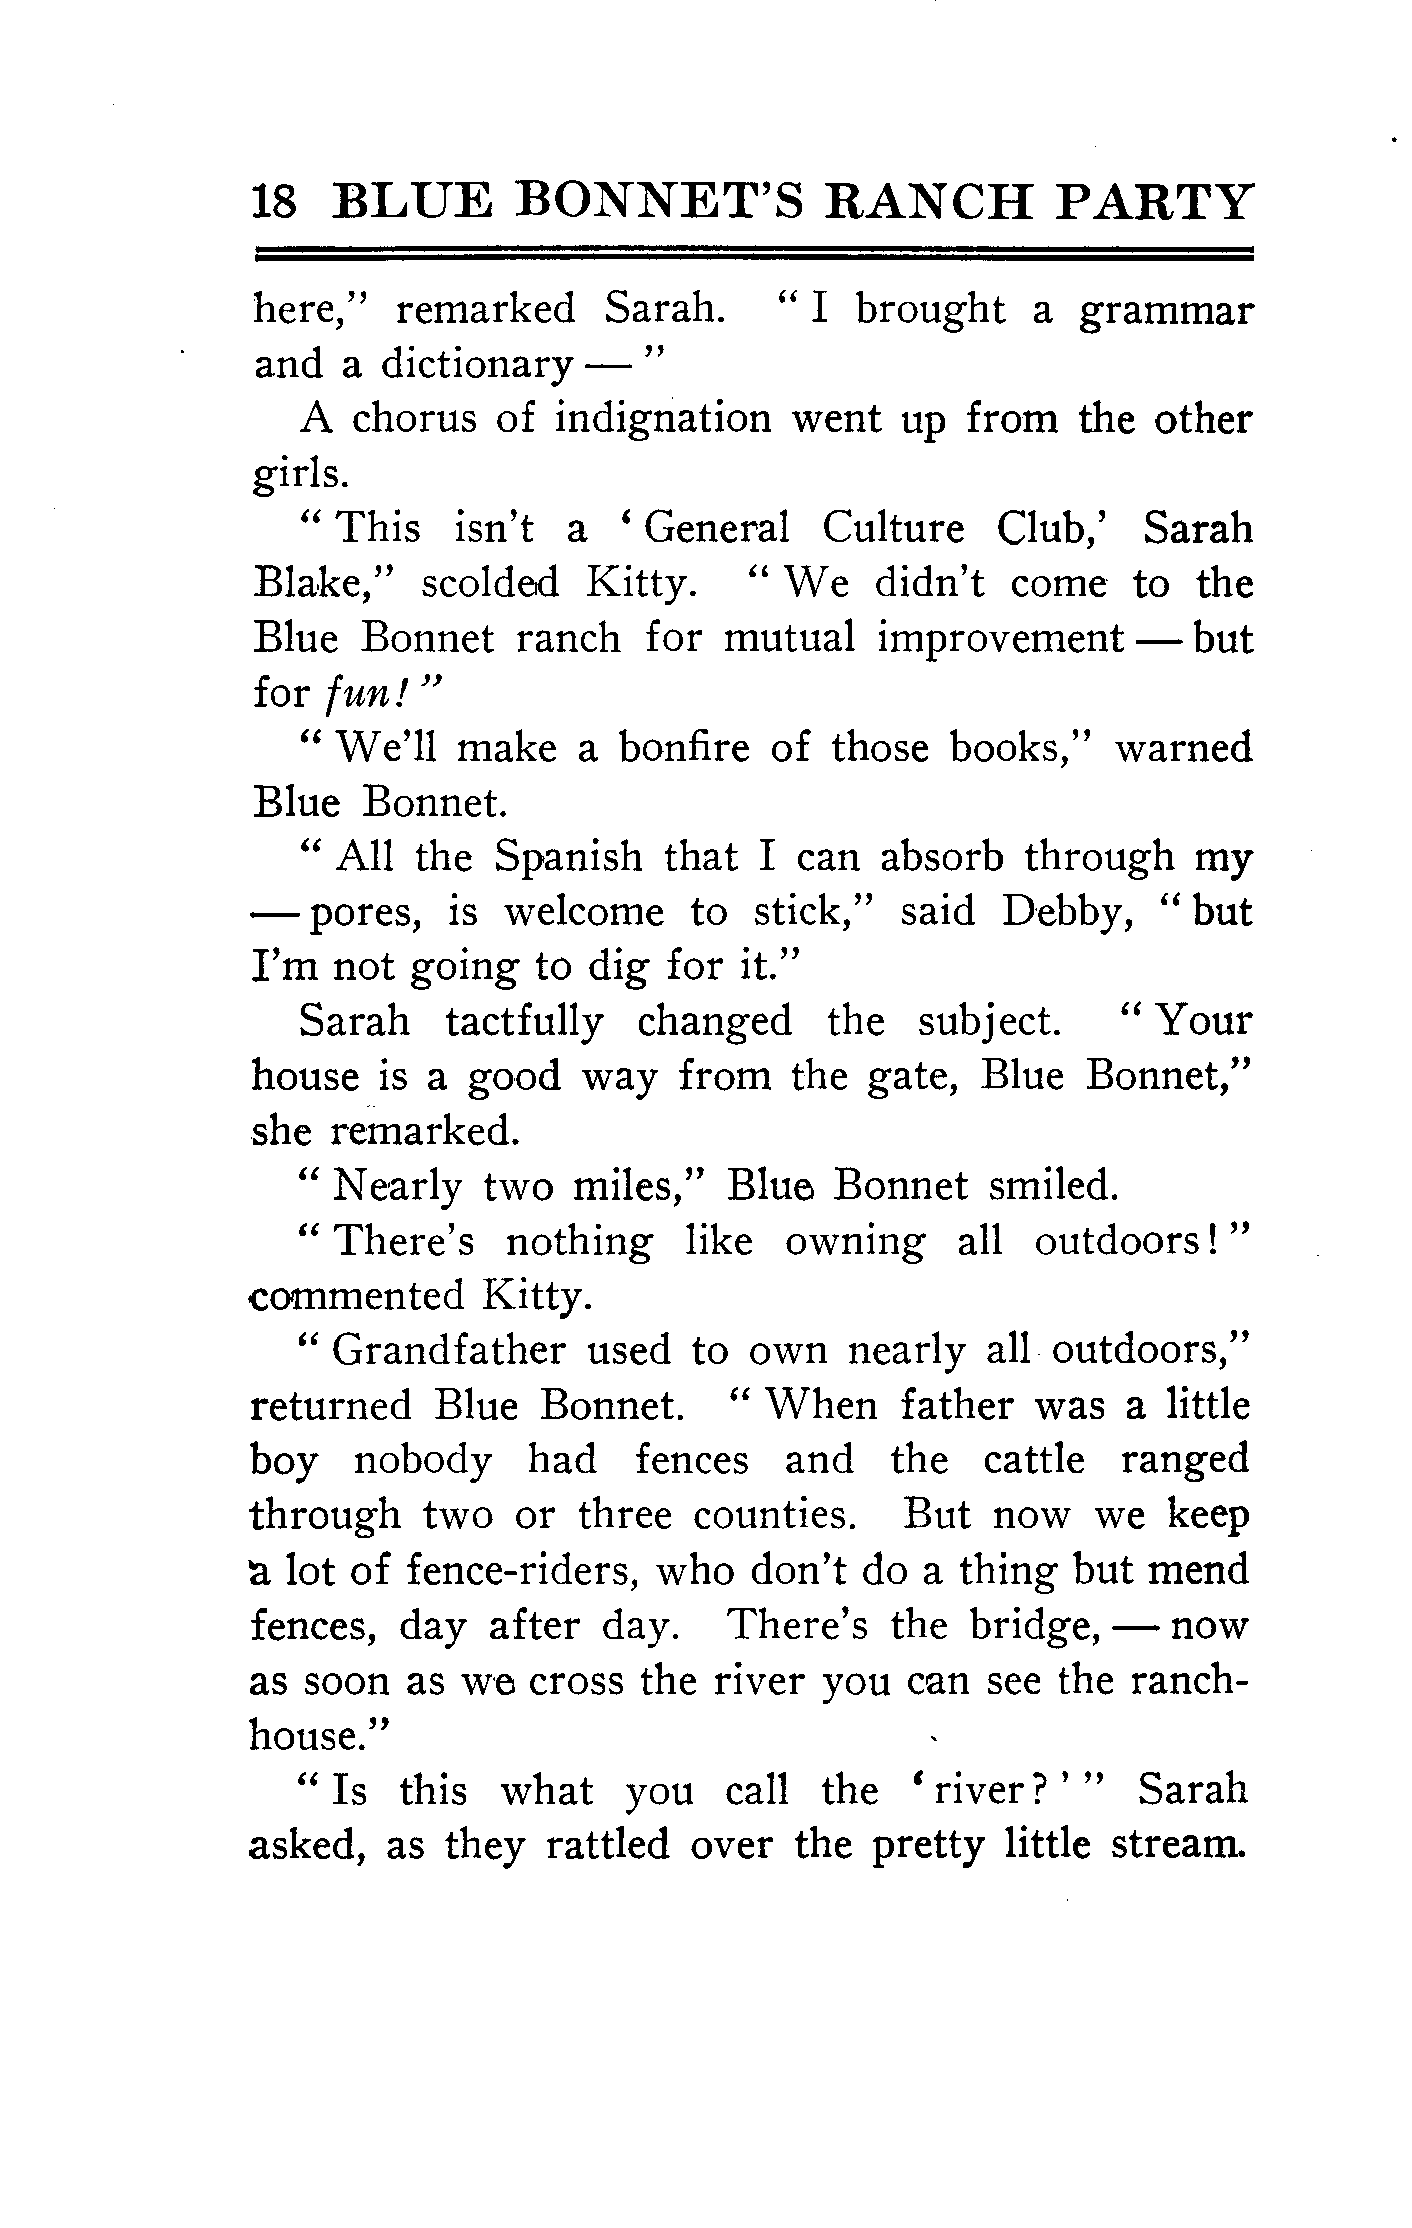 18 BLUE BONNET'S RANCH PARTY
here," remarked Sarah. "I brought a grammar
and a dictionary — "
A chorus of indignation went up from the other
girls.
"This isn't a 'General Culture Club,' Sarah
Blake," scolded Kitty. "We didn't come to the
Blue Bonnet ranch for mutual improvement — but
for fun!"
"We'll make a bonfire of those books," warned
Blue Bonnet.
"All the Spanish that I can absorb through my
— pores, is welcome to stick," said Debby, "but
I'm not going to dig for it."
Sarah tactfully changed the subject. "Your
house is a good way from the gate, Blue Bonnet,"
she remarked.
"Nearly two miles," Blue Bonnet smiled.
"There's nothing like owning all outdoors!"
commented Kitty.
"Grandfather used to own nearly all outdoors,"
returned Blue Bonnet. "When father was a little
boy nobody had fences and the cattle ranged
through two or three counties. But now we keep
a lot of fence-riders, who don't do a thing but mend
fences, day after day. There's the bridge, — now
as soon as we cross the river you can see the ranch-
house."
"Is this what you call the 'river?'" Sarah
asked, as they rattled over the pretty little stream.